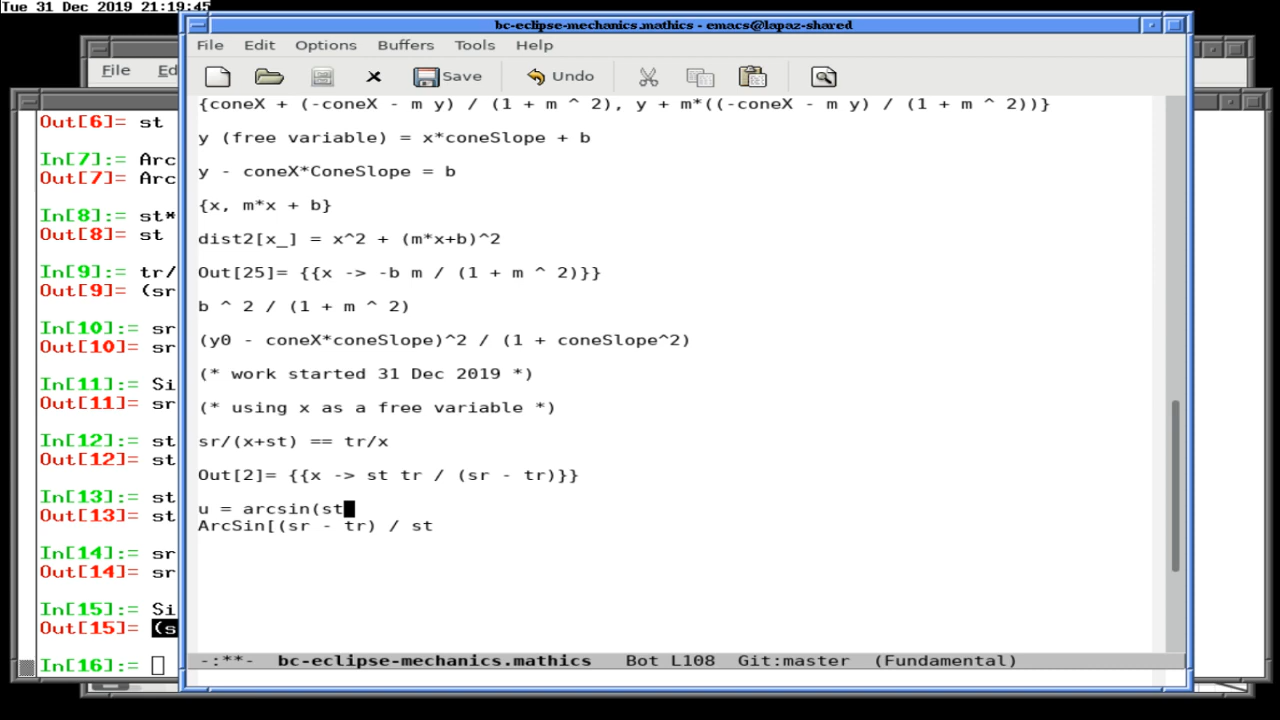 Tue 31 Dec 2019 21:19:45
bc-eclipse-mechanics.mathics - emacs@lapaz-shared
File Edit Options Buffers Tools Help
Save Undo
File Ed
Out[6]= st
In[7]:= Arc
Out[7]= Arc
In[8]:= st*
Out[8]= st
In[9]:= tr/
Out[9]= (sr
In[10]:= sr
Out[10]= sr
In[11]:= Si
Out[11]= sr
In[12]:= st
Out[12]= st
In[13]:= st
Out[13]= st
In[14]:= sr
Out[14]= sr
In[15]:= Si
Out[15]= (s
In[16]:=
{coneX + (-coneX - m y) / (1 + m ^ 2), y + m*((-coneX - m y) / (1 + m ^ 2))}
y (free variable) = x*coneSlope + b
y - coneX*ConeSlope = b
{x, m*x + b}
dist2[x_] = x^2 + (m*x+b)^2
Out[25]= {{x -> -b m / (1 + m ^ 2)}}
b ^ 2 / (1 + m ^ 2)
(y0 - coneX*coneSlope)^2 / (1 + coneSlope^2)
(* work started 31 Dec 2019 *)
(* using x as a free variable *)
sr/(x+st) == tr/x
Out[2]= {{x -> st tr / (sr - tr)}}
u = arcsin(st
ArcSin[(sr - tr) / st
-:**- bc-eclipse-mechanics.mathics Bot L108 Git:master (Fundamental)